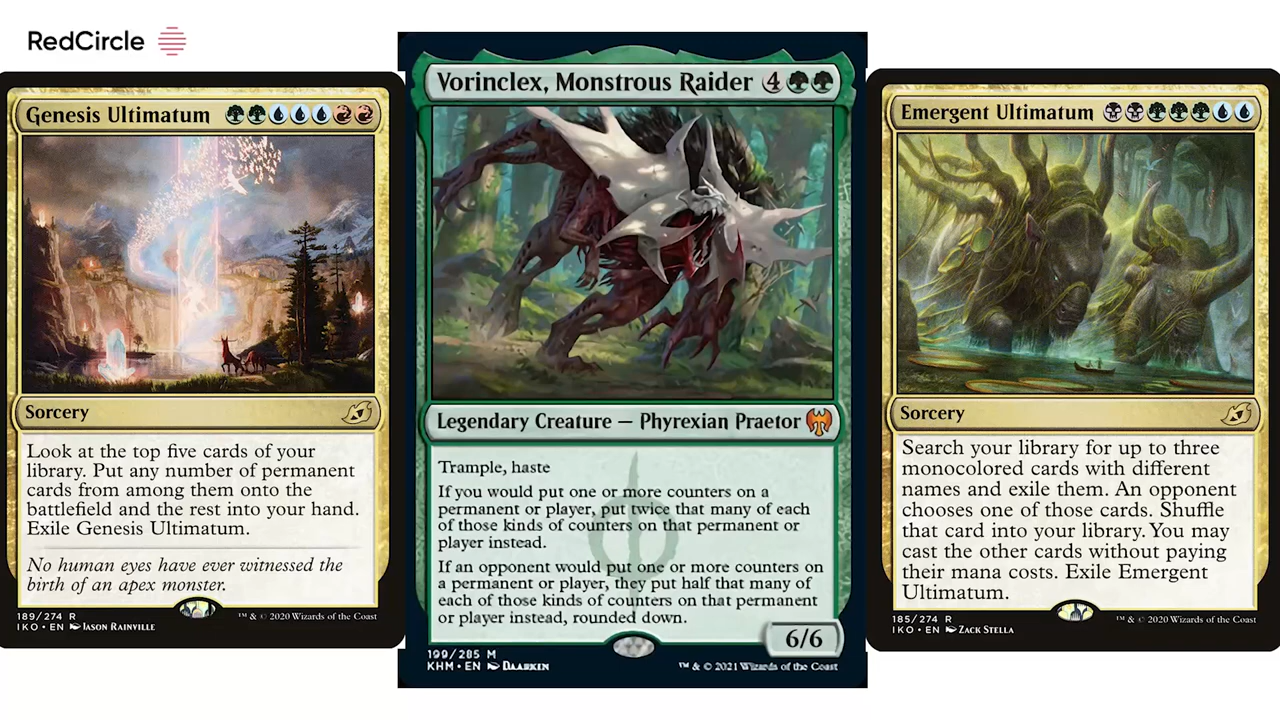 RedCircle
Genesis Ultimatum
Sorcery
Look at the top five cards of your
library. Put any number of permanent
cards from among them onto the
battlefield and the rest into your hand.
Exile Genesis Ultimatum.
No human eyes have ever witnessed the
birth of an apex monster.
189/274 R
IKO • EN Jason Rainville
™ & © 2020 Wizards of the Coast
Vorinclex, Monstrous Raider 4
Legendary Creature — Phyrexian Praetor
Trample, haste
If you would put one or more counters on a
permanent or player, put twice that many of each
of those kinds of counters on that permanent or
player instead.
If an opponent would put one or more counters on
a permanent or player, they put half that many of
each of those kinds of counters on that permanent
or player instead, rounded down.
6/6
199/285 M
KHM • EN Daarken
™ & © 2021 Wizards of the Coast
Emergent Ultimatum
Sorcery
Search your library for up to three
monocolored cards with different
names and exile them. An opponent
chooses one of those cards. Shuffle
that card into your library. You may
cast the other cards without paying
their mana costs. Exile Emergent
Ultimatum.
185/274 R
IKO • EN Zack Stella
™ & © 2020 Wizards of the Coast